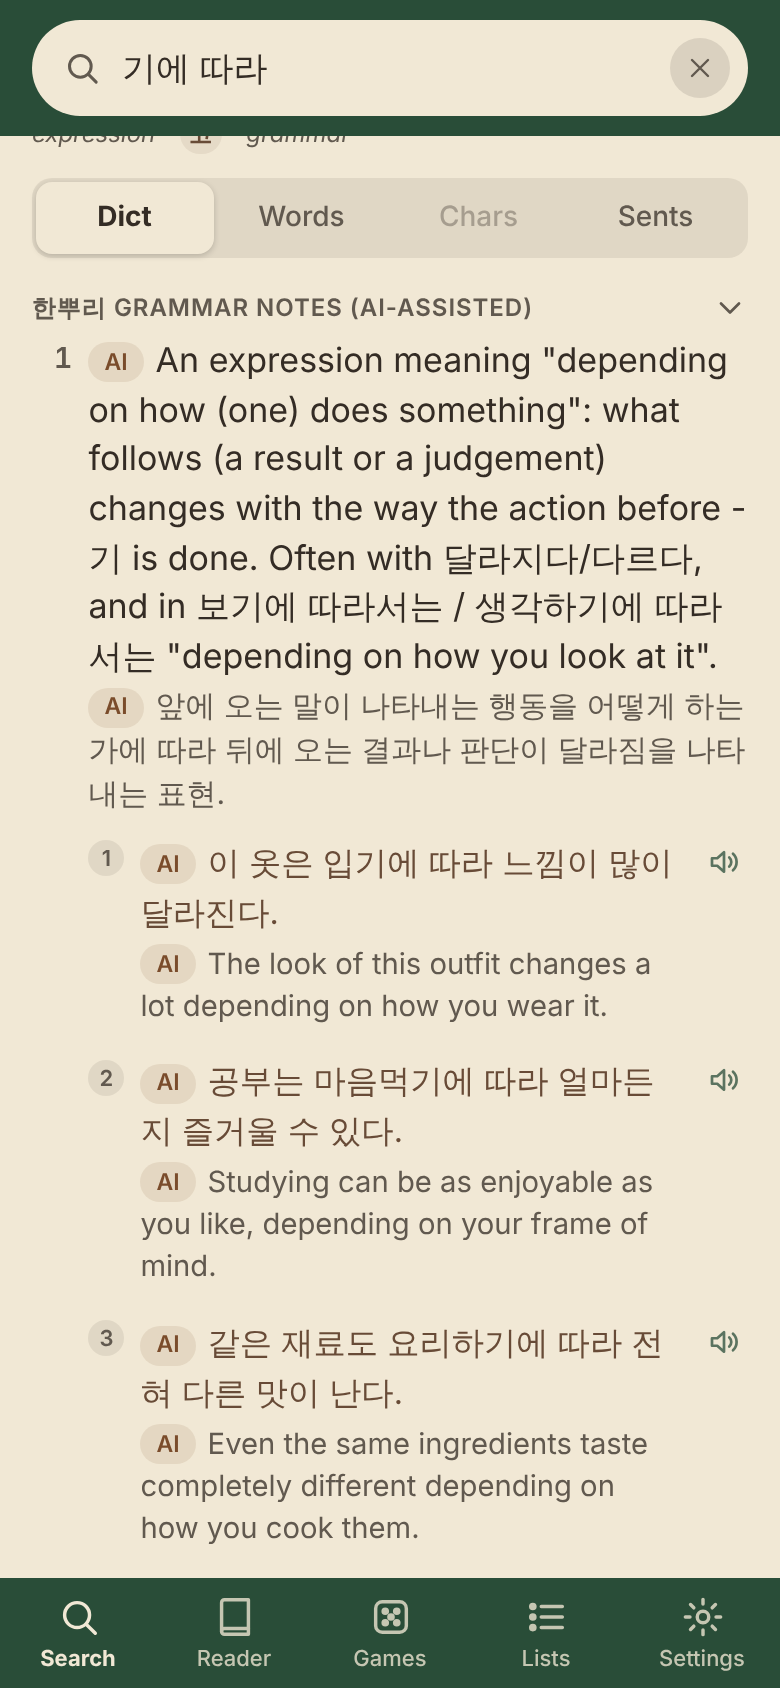 기에 따라
expression 고 grammar
Dict Words Chars Sents
한뿌리 GRAMMAR NOTES (AI-ASSISTED)
1 AI An expression meaning "depending
on how (one) does something": what
follows (a result or a judgement)
changes with the way the action before -
기 is done. Often with 달라지다/다르다,
and in 보기에 따라서는 / 생각하기에 따라
서는 "depending on how you look at it".
AI 앞에 오는 말이 나타내는 행동을 어떻게 하는
가에 따라 뒤에 오는 결과나 판단이 달라짐을 나타
내는 표현.
1 AI 이 옷은 입기에 따라 느낌이 많이
달라진다.
AI The look of this outfit changes a
lot depending on how you wear it.
2 AI 공부는 마음먹기에 따라 얼마든
지 즐거울 수 있다.
AI Studying can be as enjoyable as
you like, depending on your frame of
mind.
3 AI 같은 재료도 요리하기에 따라 전
혀 다른 맛이 난다.
AI Even the same ingredients taste
completely different depending on
how you cook them.
Search Reader Games Lists Settings